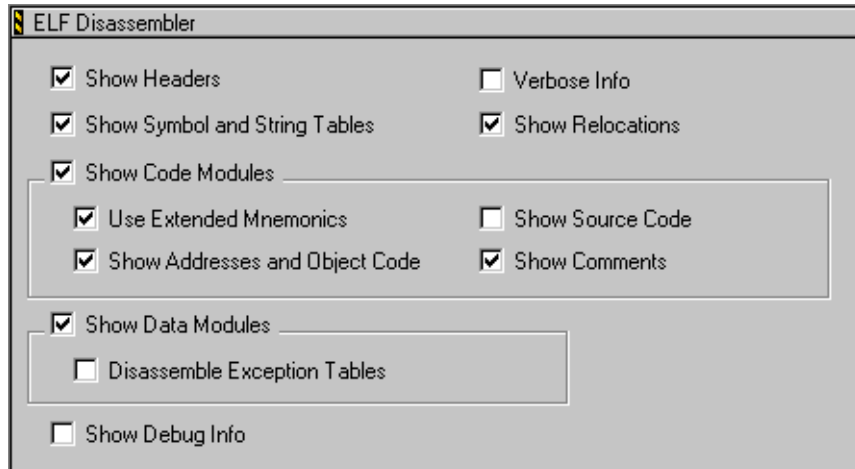 ELF Disassembler
Show Headers
Verbose Info
Show Symbol and String Tables
Show Relocations
Show Code Modules
Use Extended Mnemonics
Show Source Code
Show Addresses and Object Code
Show Comments
Show Data Modules
Disassemble Exception Tables
Show Debug Info